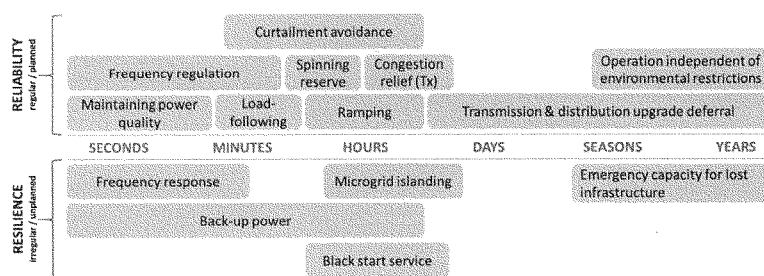 RELIABILITY
regular / planned
Curtailment avoidance
Frequency regulation
Spinning
reserve
Congestion
relief (Tx)
Operation independent of
environmental restrictions
Maintaining power
quality
Load-
following
Ramping
Transmission & distribution upgrade deferral
SECONDS MINUTES HOURS DAYS SEASONS YEARS
RESILIENCE
irregular / unplanned
Frequency response
Microgrid islanding
Emergency capacity for lost
infrastructure
Back-up power
Black start service